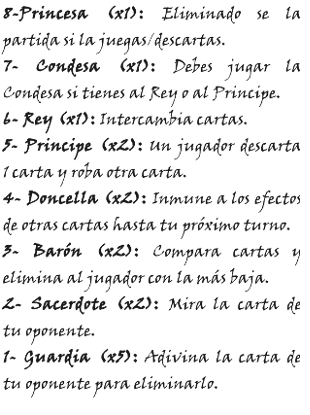 8-Princesa (x1): Eliminado se la
partida si la juegas/descartas.
7- Condesa (x1): Debes jugar la
Condesa si tienes al Rey o al Principe.
6- Rey (x1): Intercambia cartas.
5- Principe (x2): Un jugador descarta
1 carta y roba otra carta.
4- Doncella (x2): Inmune a los efectos
de otras cartas hasta tu próximo turno.
3- Barón (x2): Compara cartas y
elimina al jugador con la más baja.
2- Sacerdote (x2): Mira la carta de
tu oponente.
1- Guardia (x5): Adivina la carta de
tu oponente para eliminarlo.